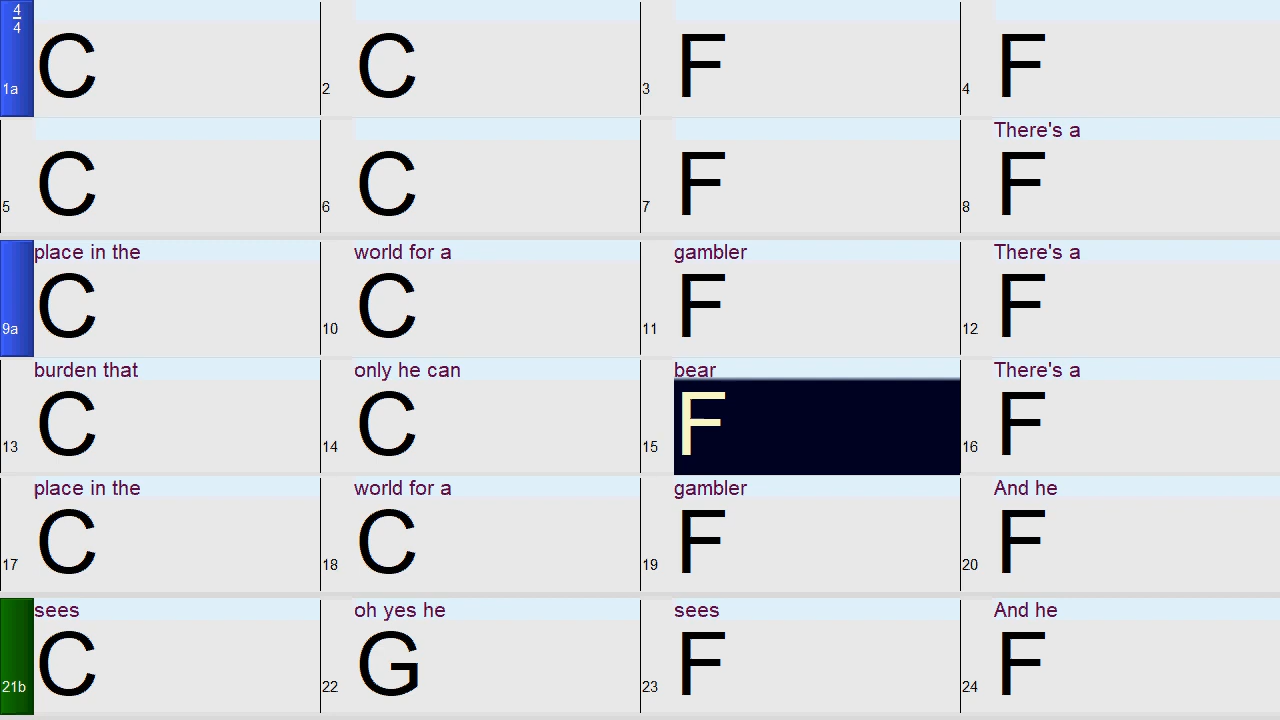 4
4
1a C 2 C 3 F 4 F
There's a
5 C 6 C 7 F 8 F
place in the world for a gambler There's a
9a C 10 C 11 F 12 F
burden that only he can bear There's a
13 C 14 C 15 F 16 F
place in the world for a gambler And he
17 C 18 C 19 F 20 F
sees oh yes he sees And he
21b C 22 G 23 F 24 F